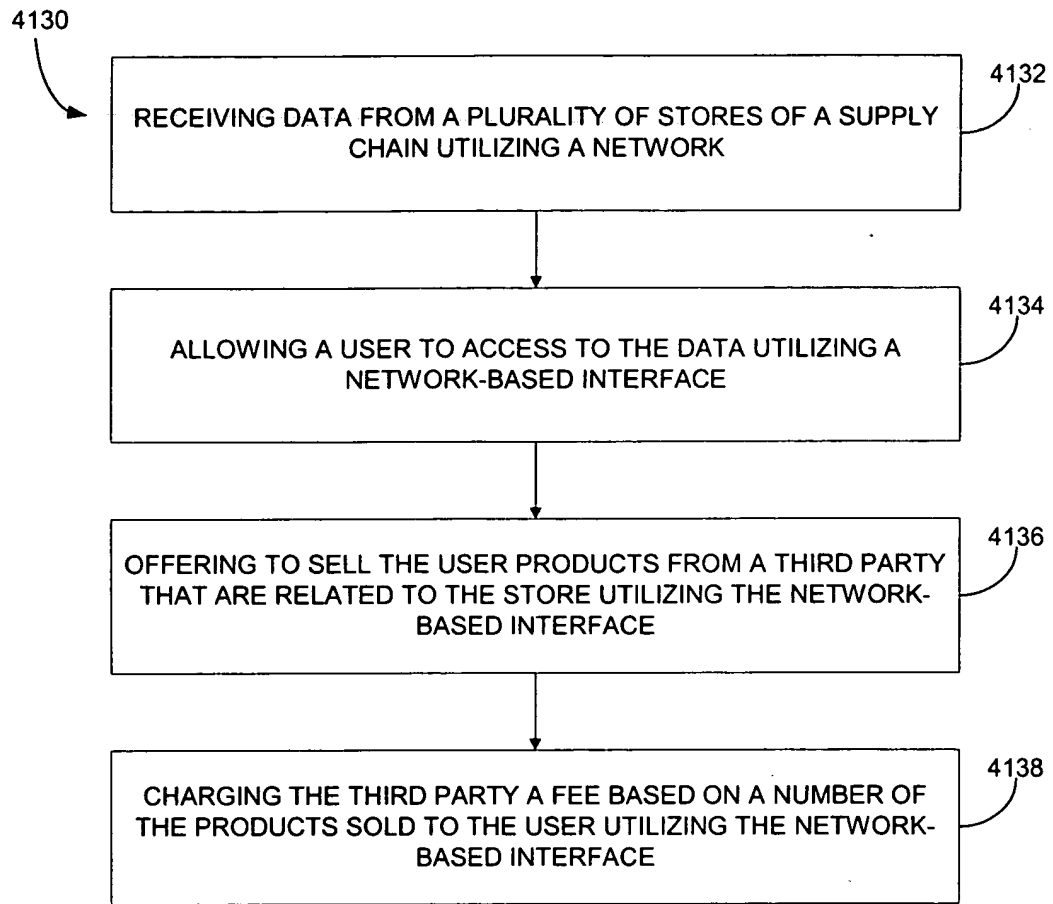 4130
4132
RECEIVING DATA FROM A PLURALITY OF STORES OF A SUPPLY
CHAIN UTILIZING A NETWORK
4134
ALLOWING A USER TO ACCESS TO THE DATA UTILIZING A
NETWORK-BASED INTERFACE
4136
OFFERING TO SELL THE USER PRODUCTS FROM A THIRD PARTY
THAT ARE RELATED TO THE STORE UTILIZING THE NETWORK-
BASED INTERFACE
4138
CHARGING THE THIRD PARTY A FEE BASED ON A NUMBER OF
THE PRODUCTS SOLD TO THE USER UTILIZING THE NETWORK-
BASED INTERFACE